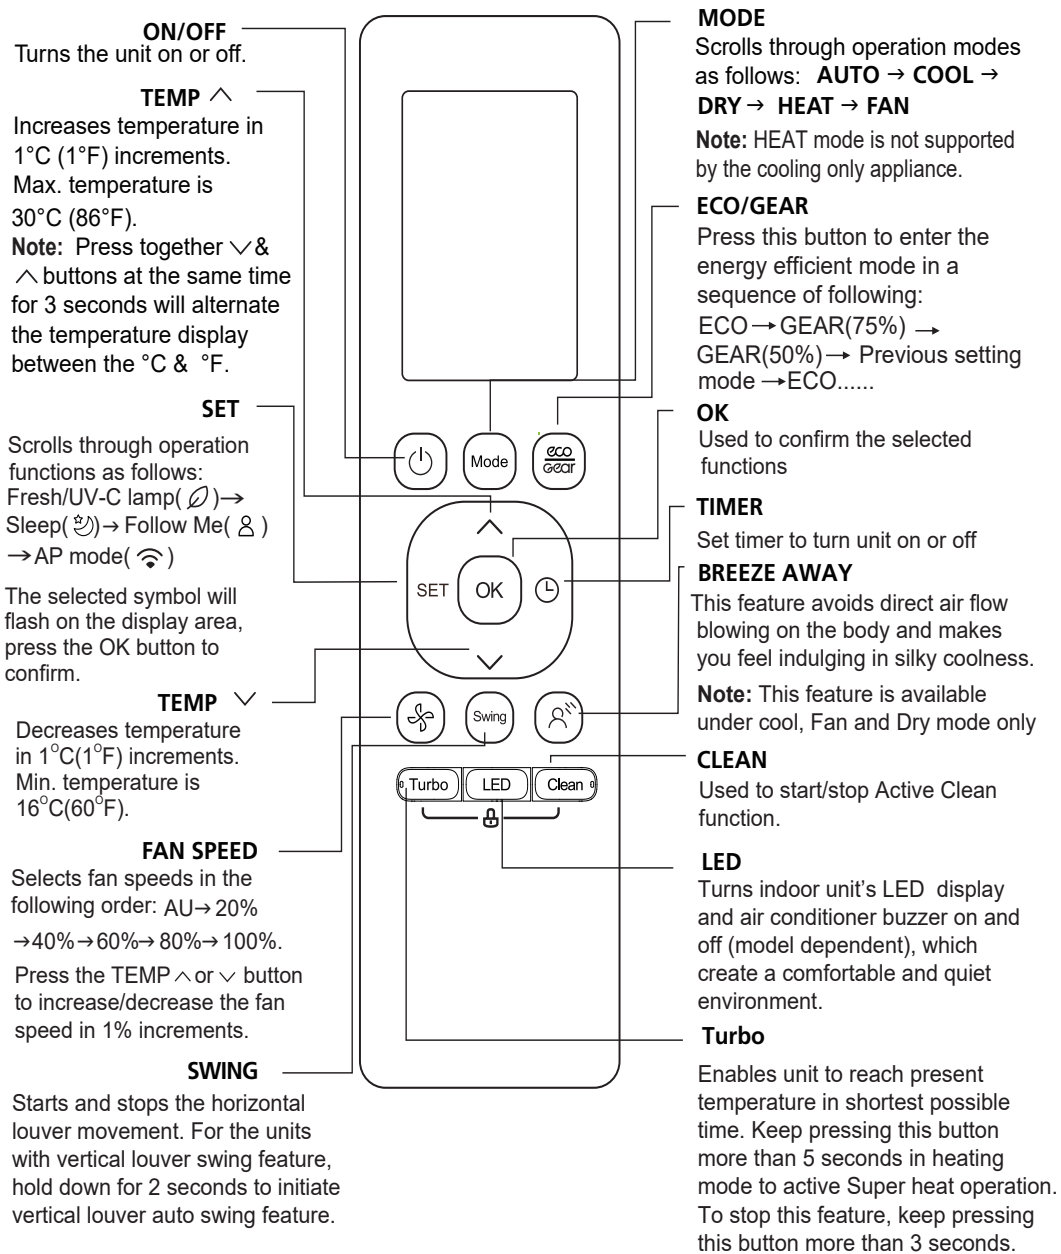 ON/OFF
Turns the unit on or off.
TEMP
Increases temperature in
1°C (1°F) increments.
Max. temperature is
30°C (86°F).
Note: Press together ∨&
∧ buttons at the same time
for 3 seconds will alternate
the temperature display
between the °C & °F.
SET
Scrolls through operation
functions as follows:
Fresh/UV-C lamp( )→
Sleep( )→ Follow Me( )
→AP mode( )
The selected symbol will
flash on the display area,
press the OK button to
confirm.
TEMP
Decreases temperature
in 1°C(1°F) increments.
Min. temperature is
16°C(60°F).
FAN SPEED
Selects fan speeds in the
following order: AU→20%
→40%→60%→80%→100%.
Press the TEMP ∧ or ∨ button
to increase/decrease the fan
speed in 1% increments.
SWING
Starts and stops the horizontal
louver movement. For the units
with vertical louver swing feature,
hold down for 2 seconds to initiate
vertical louver auto swing feature.
Mode
eco
Gear
SET
OK
Swing
Turbo
LED
Clean
MODE
Scrolls through operation modes
as follows: AUTO → COOL →
DRY → HEAT → FAN
Note: HEAT mode is not supported
by the cooling only appliance.
ECO/GEAR
Press this button to enter the
energy efficient mode in a
sequence of following:
ECO→GEAR(75%) →
GEAR(50%)→ Previous setting
mode →ECO......
OK
Used to confirm the selected
functions
TIMER
Set timer to turn unit on or off
BREEZE AWAY
This feature avoids direct air flow
blowing on the body and makes
you feel indulging in silky coolness.
Note: This feature is available
under cool, Fan and Dry mode only
CLEAN
Used to start/stop Active Clean
function.
LED
Turns indoor unit's LED display
and air conditioner buzzer on and
off (model dependent), which
create a comfortable and quiet
environment.
Turbo
Enables unit to reach present
temperature in shortest possible
time. Keep pressing this button
more than 5 seconds in heating
mode to active Super heat operation.
To stop this feature, keep pressing
this button more than 3 seconds.